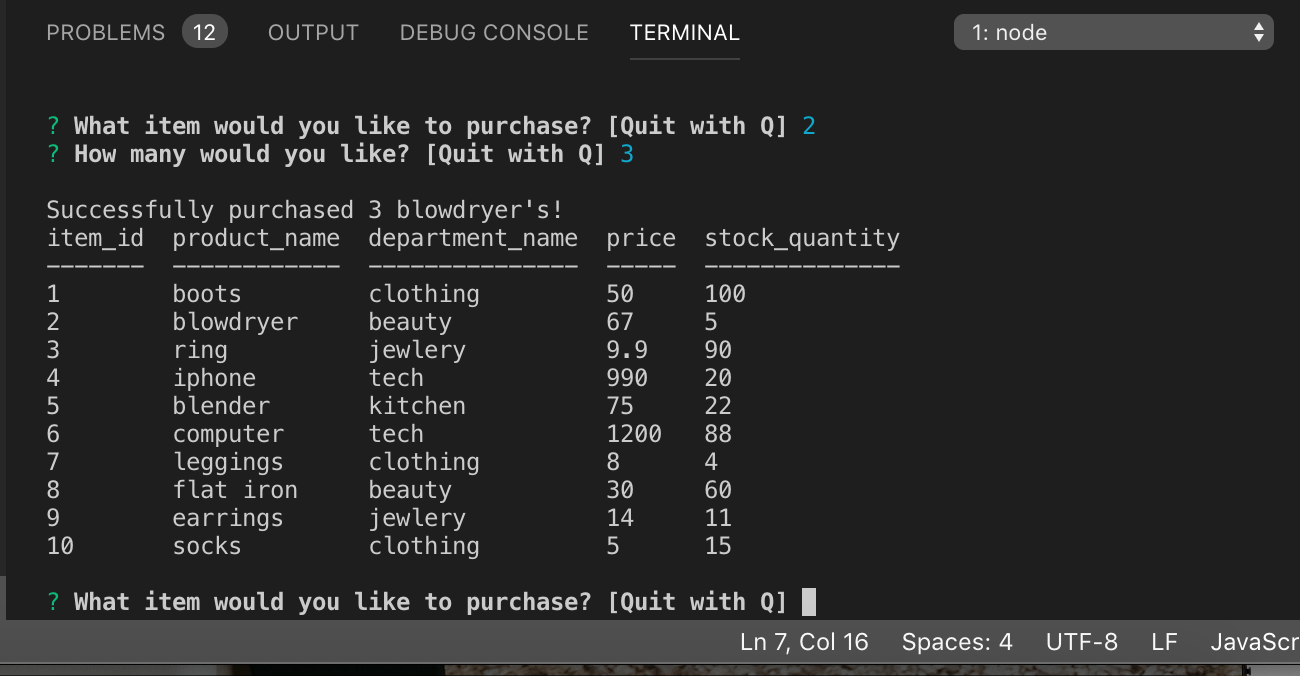 PROBLEMS 12 OUTPUT DEBUG CONSOLE TERMINAL 1: node
? What item would you like to purchase? [Quit with Q] 2
? How many would you like? [Quit with Q] 3
Successfully purchased 3 blowdryer's!
item_id product_name department_name price stock_quantity
------- ------------ --------------- ----- --------------
1 boots clothing 50 100
2 blowdryer beauty 67 5
3 ring jewlery 9.9 90
4 iphone tech 990 20
5 blender kitchen 75 22
6 computer tech 1200 88
7 leggings clothing 8 4
8 flat iron beauty 30 60
9 earrings jewlery 14 11
10 socks clothing 5 15
? What item would you like to purchase? [Quit with Q]
Ln 7, Col 16 Spaces: 4 UTF-8 LF JavaScr